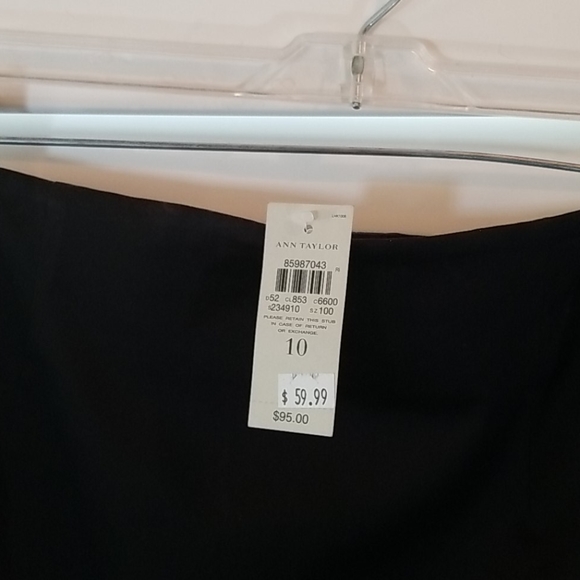 ANN TAYLOR
85987043
D52 CL853 C6600
S234910 SZ100
PLEASE RETAIN THIS STUB
IN CASE OF RETURN
OR EXCHANGE.
10
$ 59.99
$95.00